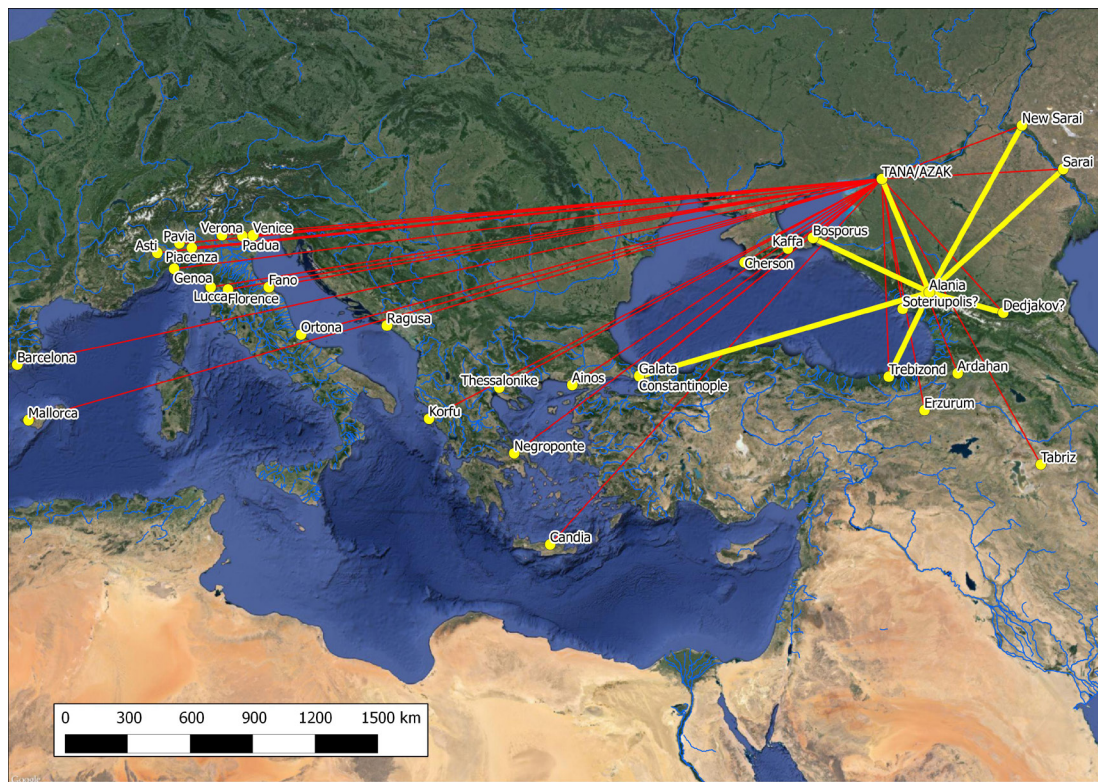 New Sarai
Sarai
TANA/AZAK
Verona
Venice
Pavia
Padua
Asti
Piacenza
Bosporus
Kaffa
Cherson
Genoa
Fano
Lucca
Florence
Alania
Soteriupolis?
Dedjakov?
Ragusa
Ortona
Barcelona
Galata
Constantinople
Trebizond
Ardahan
Thessalonike
Ainos
Erzurum
Mallorca
Korfu
Negroponte
Tabriz
Candia
0 300 600 900 1200 1500 km
Google